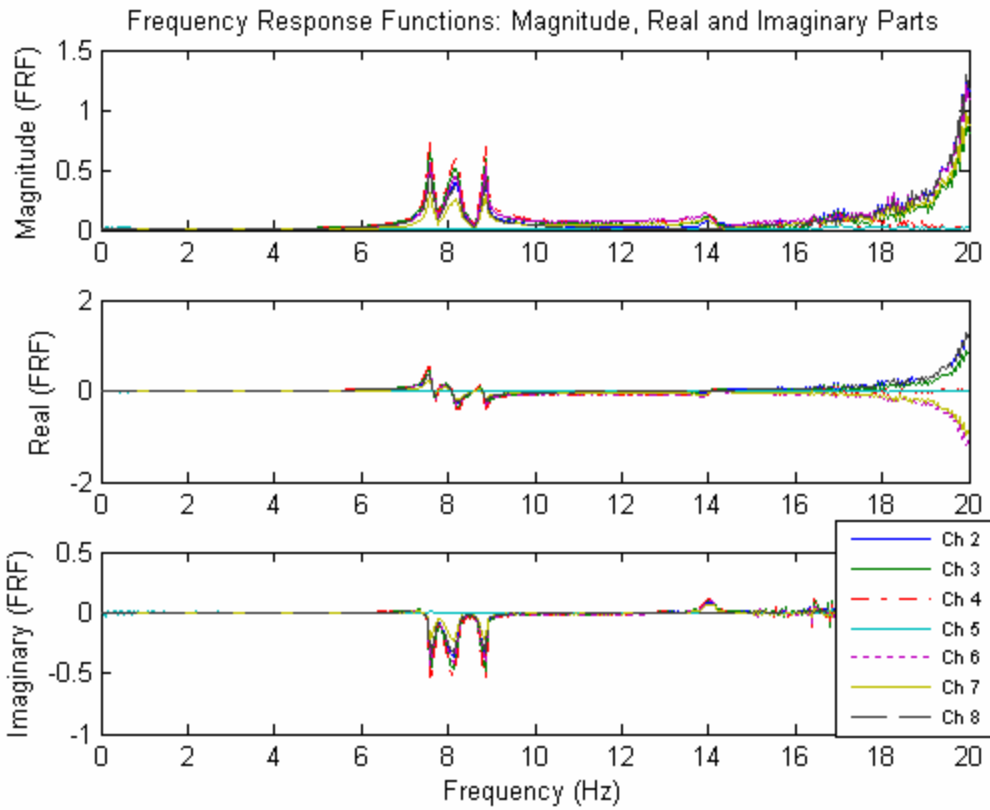 Frequency Response Functions: Magnitude, Real and Imaginary Parts
Magnitude (FRF)
1.5
1
0.5
0
0 2 4 6 8 10 12 14 16 18 20
Real (FRF)
2
0
-2
0 2 4 6 8 10 12 14 16 18 20
Imaginary (FRF)
0.5
0
-0.5
-1
0 2 4 6 8 10 12 14 16 18 20
Frequency (Hz)
Ch 2
Ch 3
Ch 4
Ch 5
Ch 6
Ch 7
Ch 8